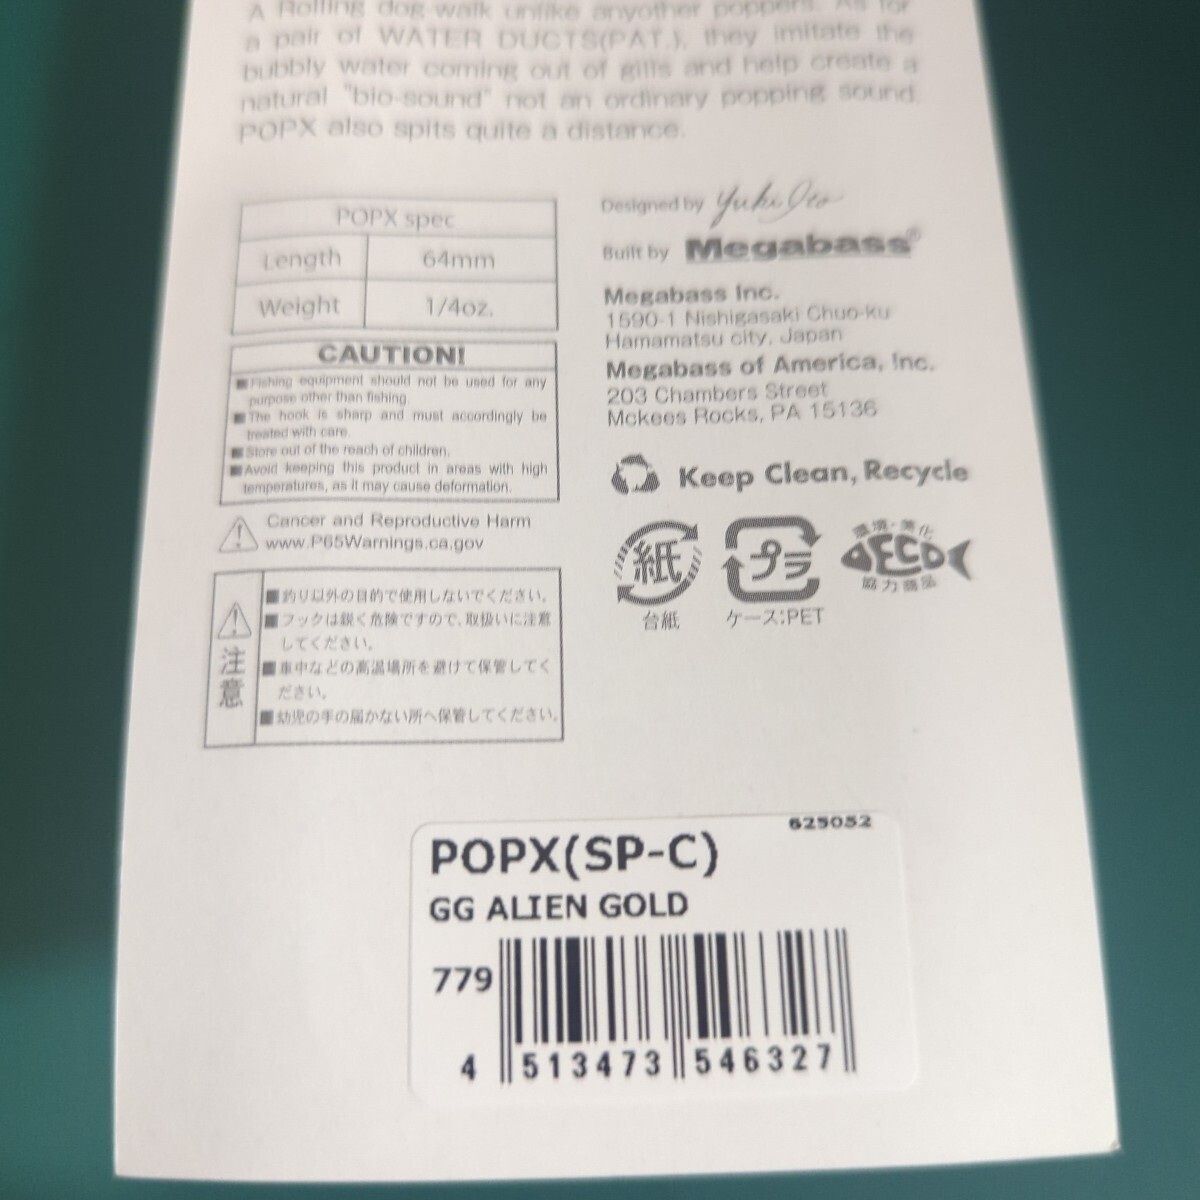 A Rolling dog-walk unlike anyother poppers. As for
a pair of WATER DUCTS(PAT.), they imitate the
bubbly water coming out of gills and help create a
natural "bio-sound" not an ordinary popping sound.
POPX also spits quite a distance.
POPX spec
Length 64mm
Weight 1/4oz.
CAUTION!
■Fishing equipment should not be used for any
purpose other than fishing.
■The hook is sharp and must accordingly be
treated with care.
■Store out of the reach of children.
■Avoid keeping this product in areas with high
temperatures, as it may cause deformation.
Cancer and Reproductive Harm
www.P65Warnings.ca.gov
注意
■釣り以外の目的で使用しないでください。
■フックは鋭く危険ですので、取扱いに注意
してください。
■車中などの高温場所を避けて保管してく
ださい。
■幼児の手の届かない所へ保管してください。
Designed by Yuki Ito
Built by Megabass®
Megabass Inc.
1590-1 Nishigasaki Chuo-ku
Hamamatsu city, Japan
Megabass of America, Inc.
203 Chambers Street
Mckees Rocks, PA 15136
Keep Clean, Recycle
紙
台紙
プラ
ケース:PET
環境・美化
ECO
協力商品
625052
POPX(SP-C)
GG ALIEN GOLD
779
4 513473 546327